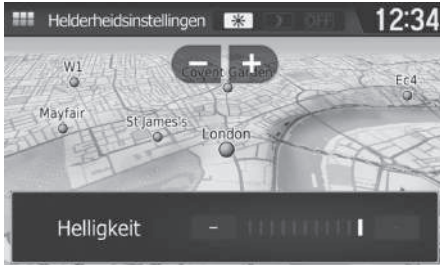 Helderheidsinstellingen OFF 12:34
W1
Covent Garden
Ec4
Mayfair
St James's
London
Helligkeit